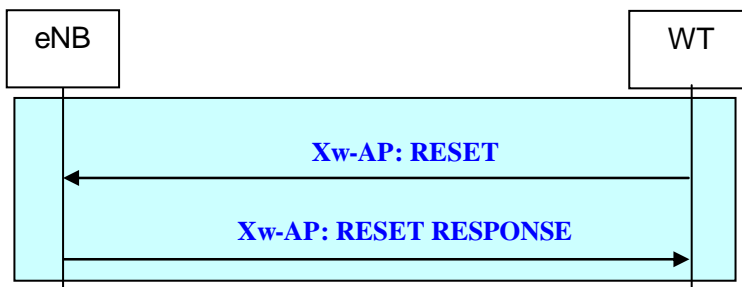 eNB
WT
Xw-AP: RESET
Xw-AP: RESET RESPONSE